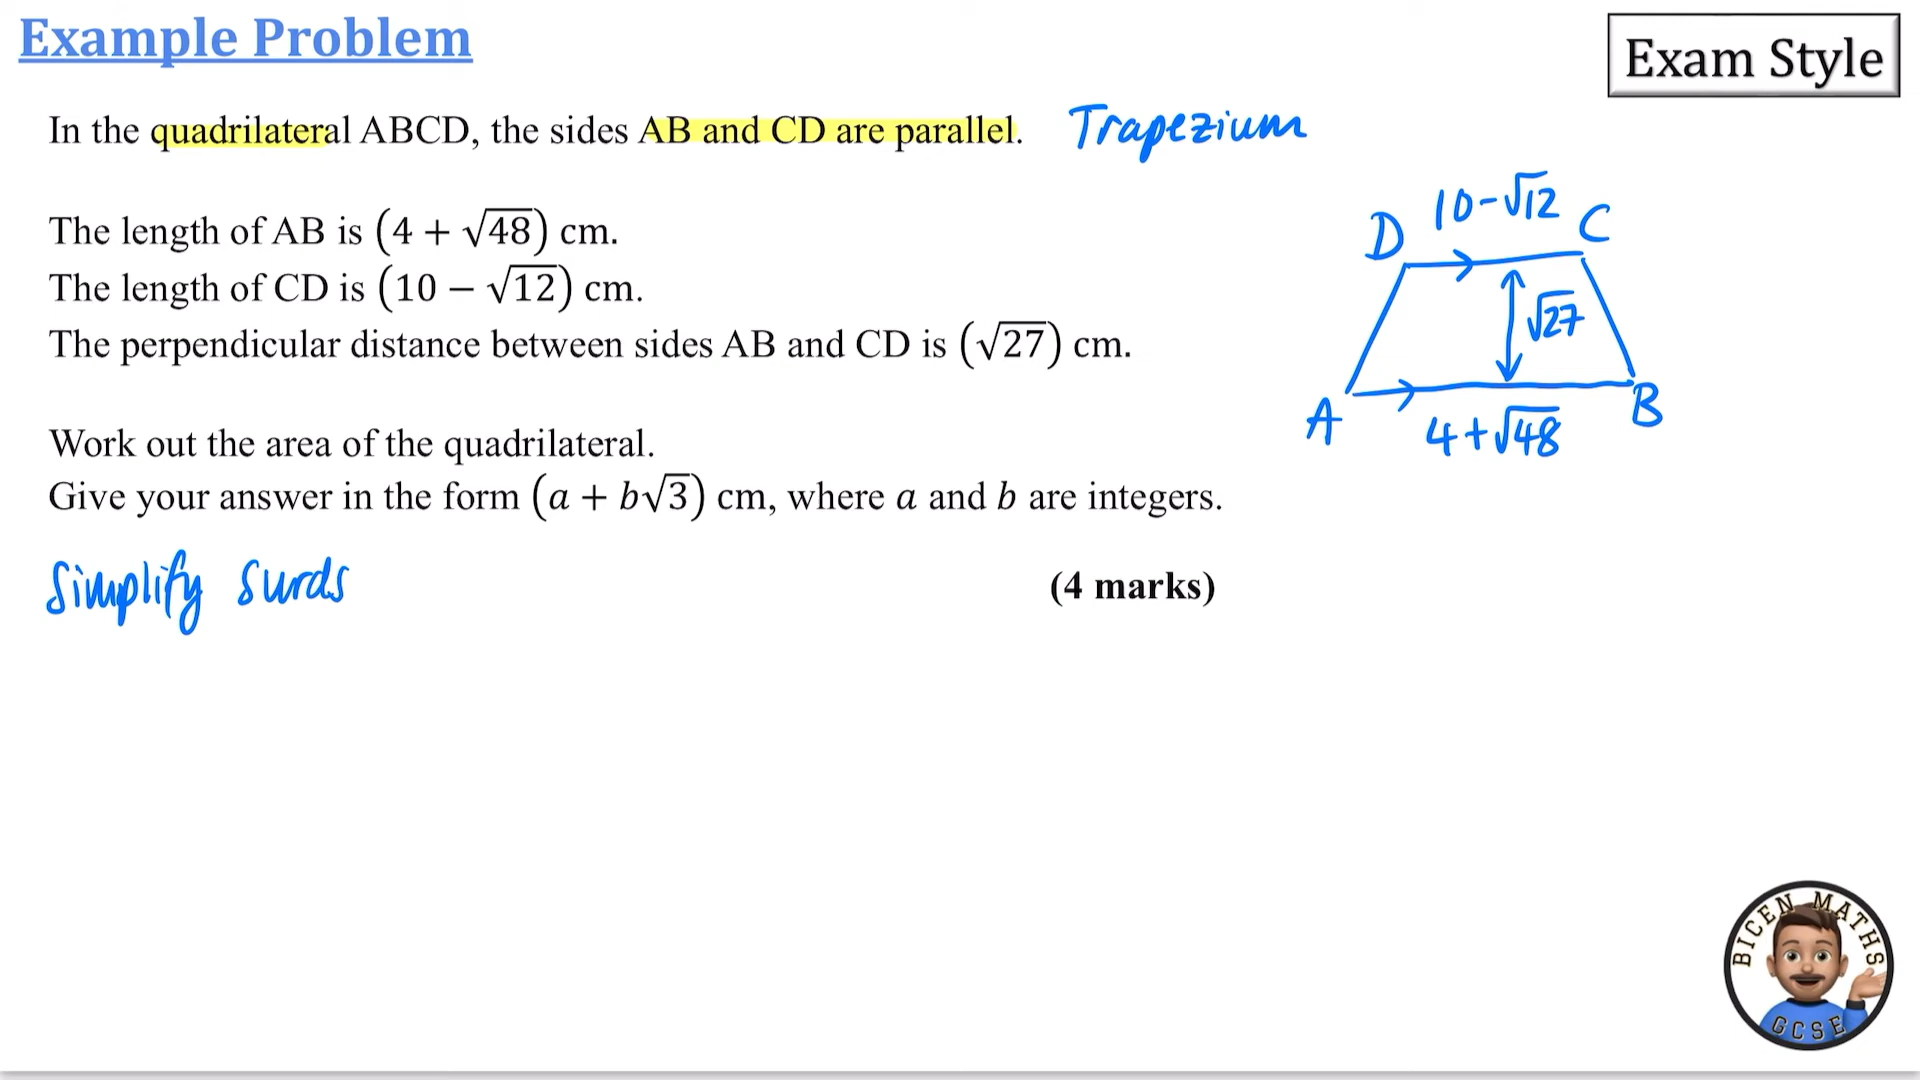 Example Problem
Exam Style
In the quadrilateral ABCD, the sides AB and CD are parallel. Trapezium
The length of AB is (4 + √48) cm.
The length of CD is (10 − √12) cm.
The perpendicular distance between sides AB and CD is (√27) cm.
Work out the area of the quadrilateral.
Give your answer in the form (a + b√3) cm, where a and b are integers.
Simplify surds
(4 marks)
10-√12
D C
√27
A B
4+√48
BICEN MATHS
GCSE